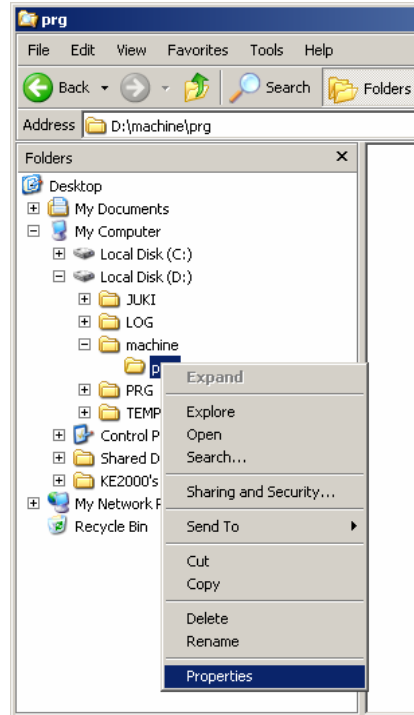 prg
File Edit View Favorites Tools Help
Back Search Folders
Address D:\machine\prg
Folders x
Desktop
My Documents
My Computer
Local Disk (C:)
Local Disk (D:)
JUKI
LOG
machine
p
PRG
TEMP
Control P
Shared D
KE2000's
My Network P
Recycle Bin
Expand
Explore
Open
Search...
Sharing and Security...
Send To
Cut
Copy
Delete
Rename
Properties